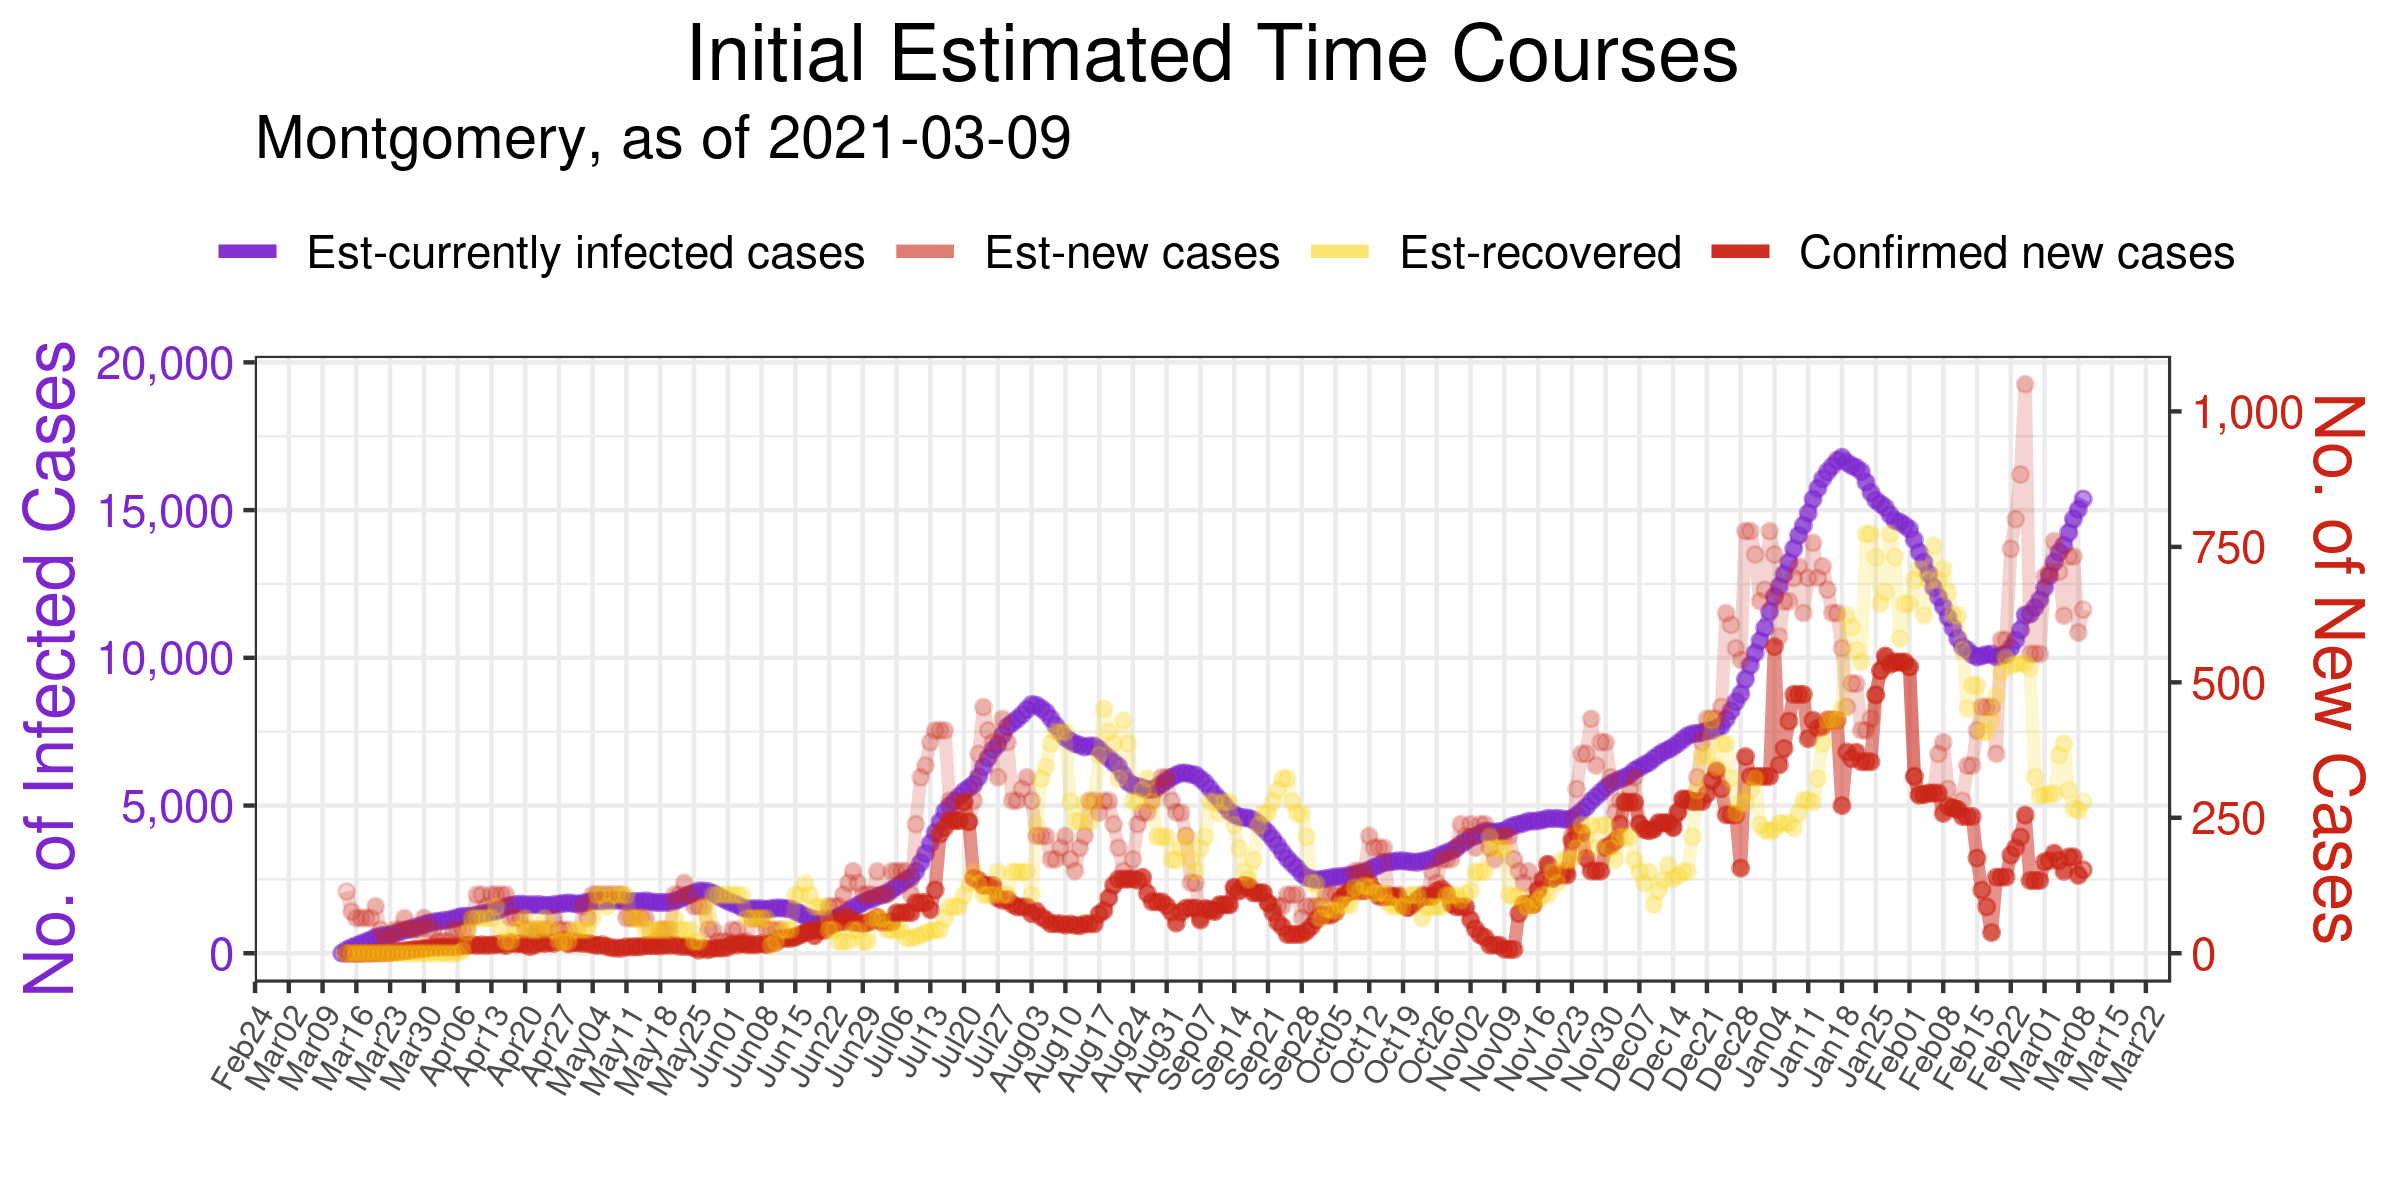 Initial Estimated Time Courses
Montgomery, as of 2021-03-09
Est-currently infected cases Est-new cases Est-recovered Confirmed new cases
No. of Infected Cases
20,000
15,000
10,000
5,000
0
1,000
750
500
250
0
No. of New Cases
Feb24 Mar02 Mar09 Mar16 Mar23 Mar30 Apr06 Apr13 Apr20 Apr27 May04 May11 May18 May25 Jun01 Jun08 Jun15 Jun22 Jun29 Jul06 Jul13 Jul20 Jul27 Aug03 Aug10 Aug17 Aug24 Aug31 Sep07 Sep14 Sep21 Sep28 Oct05 Oct12 Oct19 Oct26 Nov02 Nov09 Nov16 Nov23 Nov30 Dec07 Dec14 Dec21 Dec28 Jan04 Jan11 Jan18 Jan25 Feb01 Feb08 Feb15 Feb22 Mar01 Mar08 Mar15 Mar22